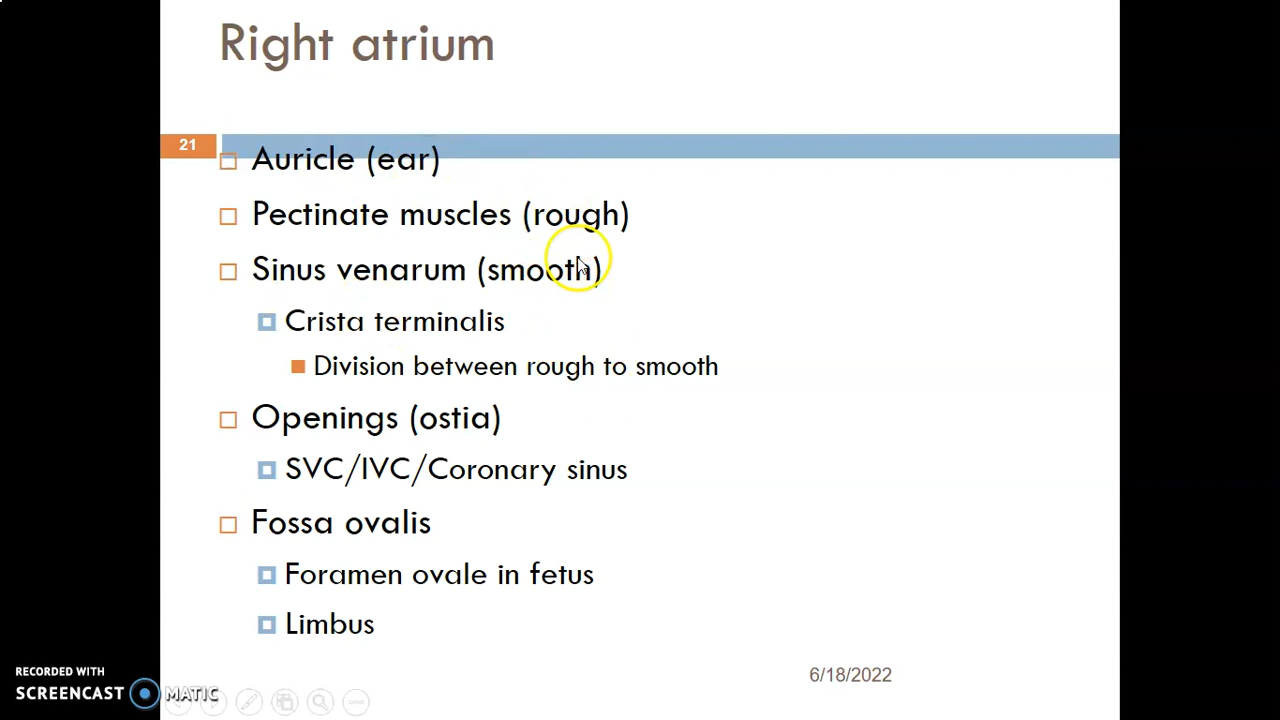 Right atrium
21
Auricle (ear)
Pectinate muscles (rough)
Sinus venarum (smooth)
Crista terminalis
Division between rough to smooth
Openings (ostia)
SVC/IVC/Coronary sinus
Fossa ovalis
Foramen ovale in fetus
Limbus
6/18/2022
RECORDED WITH
SCREENCAST MATIC